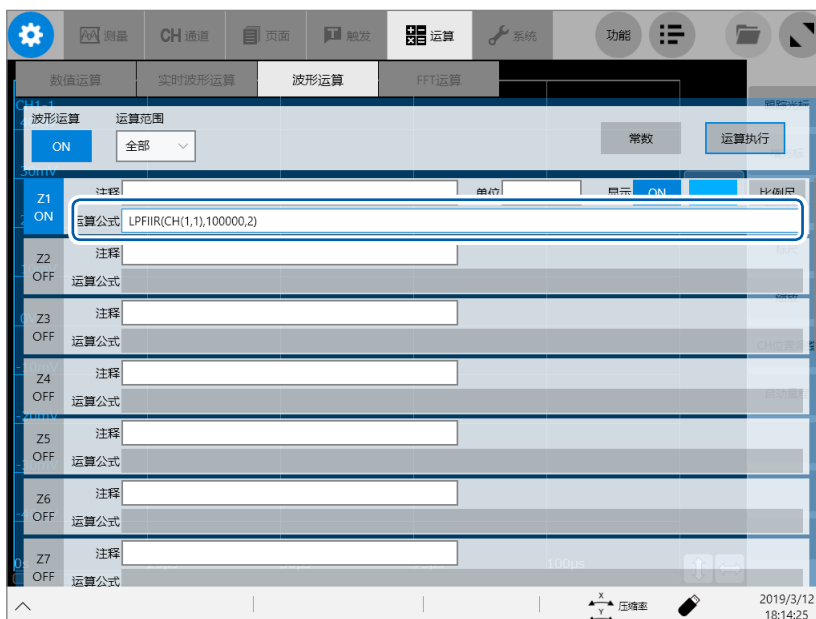 测量 CH 通道 页面 触发 运算 系统 功能
数值运算 实时波形运算 波形运算 FFT运算
CH1-1
波形运算 运算范围
ON 全部 常数 运算执行
30mV
Z1 注释 单位 显示 ON 比例尺
ON 运算公式 LPFIIR(CH(1,1),100000,2)
Z2 注释
OFF 运算公式
Z3 注释
OFF 运算公式
Z4 注释
OFF 运算公式
-20mV
Z5 注释
OFF 运算公式
Z6 注释
OFF 运算公式
Z7 注释
100μs
OFF 运算公式
X
Y
压缩率
2019/3/12
18:14:25